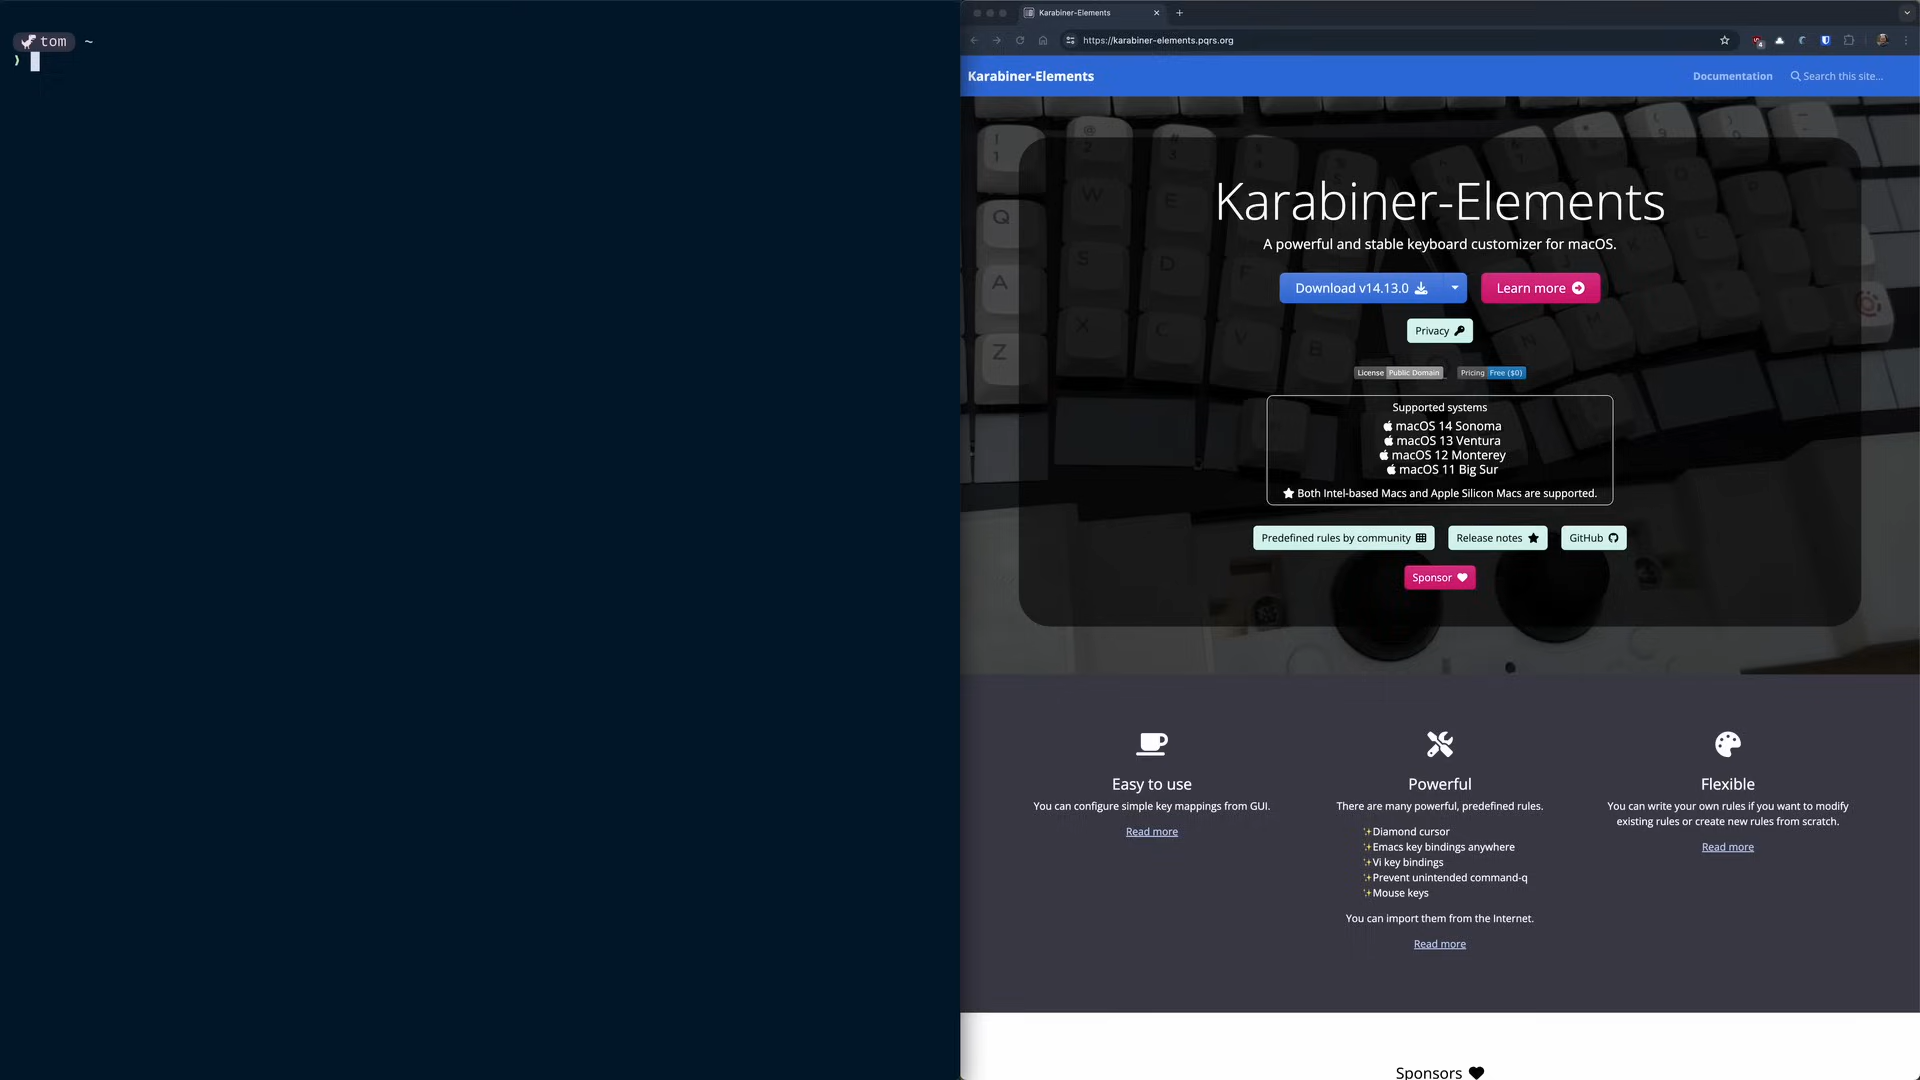 tom ~
❯
Karabiner-Elements
https://karabiner-elements.pqrs.org
Karabiner-Elements
Documentation
Search this site...
Karabiner-Elements
A powerful and stable keyboard customizer for macOS.
Download v14.13.0
Learn more
Privacy
License Public Domain
Pricing Free ($0)
Supported systems
macOS 14 Sonoma
macOS 13 Ventura
macOS 12 Monterey
macOS 11 Big Sur
Both Intel-based Macs and Apple Silicon Macs are supported.
Predefined rules by community
Release notes
GitHub
Sponsor
Easy to use
You can configure simple key mappings from GUI.
Read more
Powerful
There are many powerful, predefined rules.
✨Diamond cursor
✨Emacs key bindings anywhere
✨Vi key bindings
✨Prevent unintended command-q
✨Mouse keys
You can import them from the Internet.
Read more
Flexible
You can write your own rules if you want to modify
existing rules or create new rules from scratch.
Read more
Sponsors